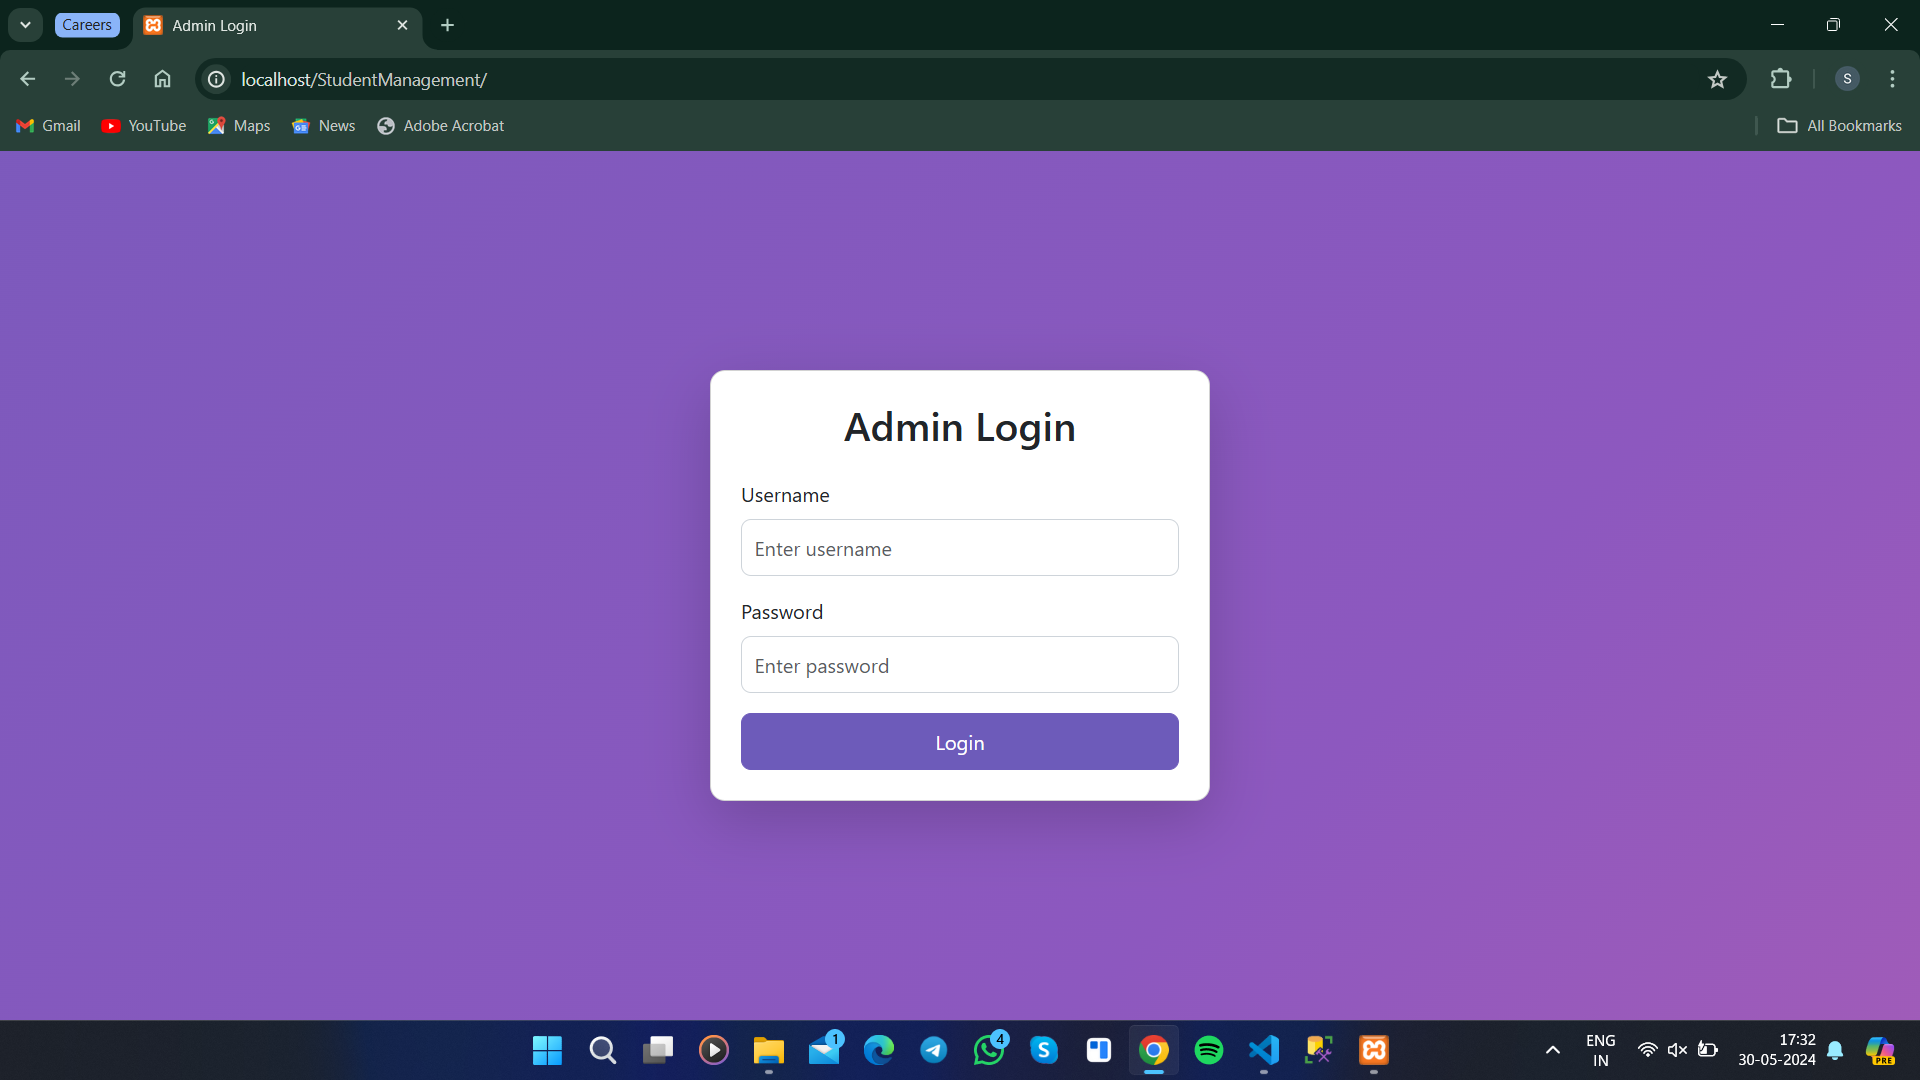 Careers
Admin Login
localhost/StudentManagement/
S
Gmail
YouTube
Maps
News
Adobe Acrobat
All Bookmarks
Admin Login
Username
Enter username
Password
Enter password
Login
1
4
S
ENG
IN
17:32
30-05-2024
PRE